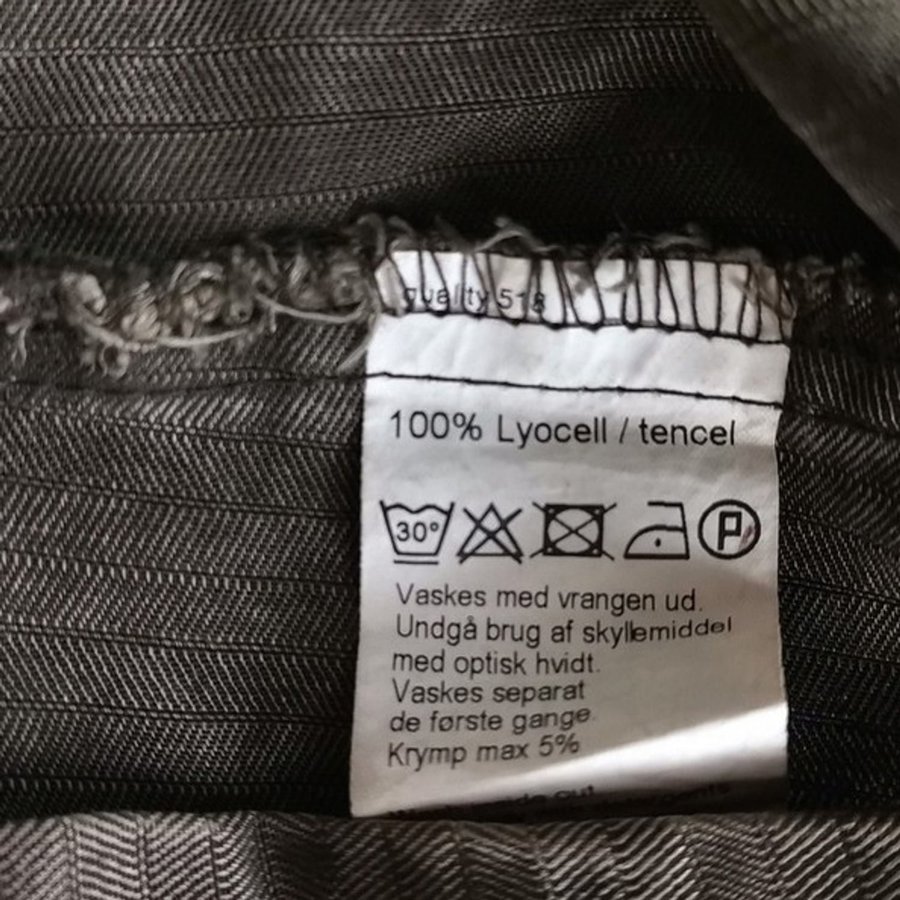 quality 518
100% Lyocell / tencel
30°
P
Vaskes med vrangen ud.
Undgå brug af skyllemiddel
med optisk hvidt.
Vaskes separat
de første gange.
Krymp max 5%
out